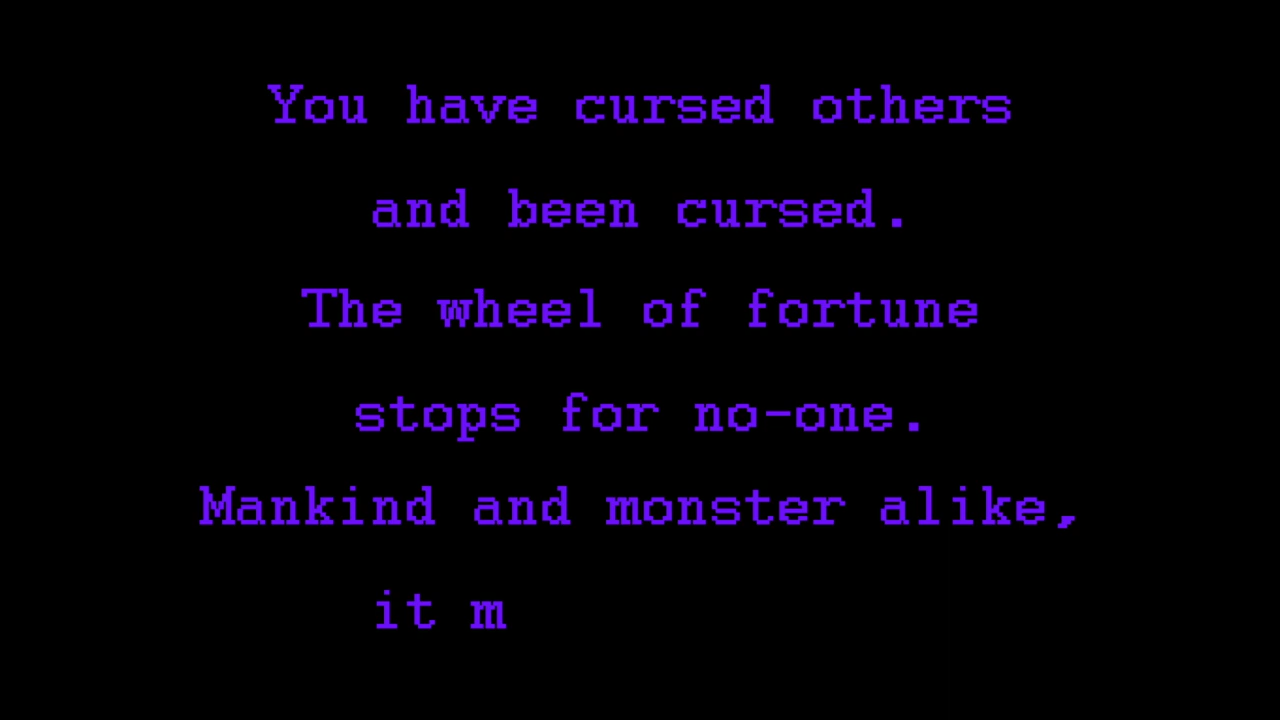 You have cursed others
and been cursed.
The wheel of fortune
stops for no-one.
Mankind and monster alike,
it m